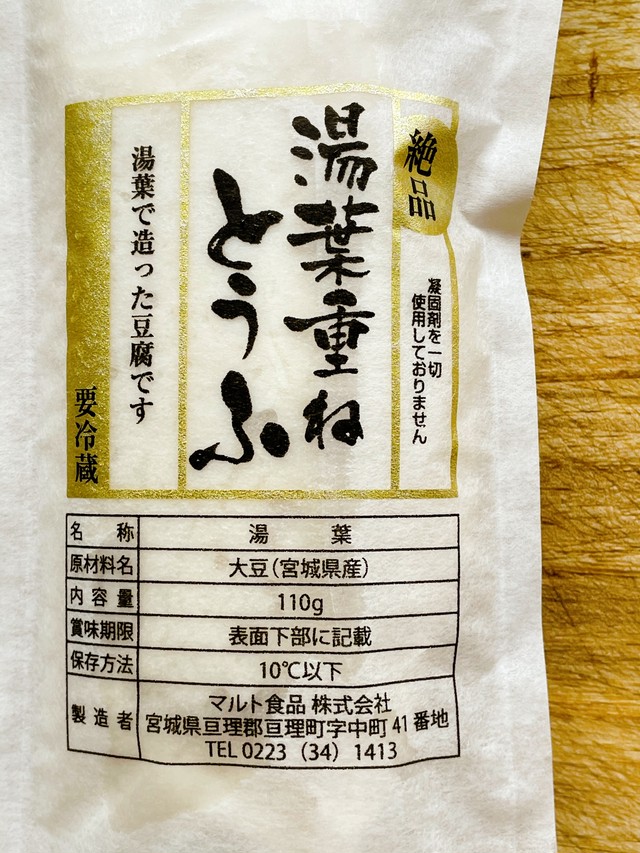 絶品
凝固剤を一切
使用しておりません
湯葉重ね
とうふ
湯葉で造った豆腐です
要冷蔵
名称 湯葉
原材料名 大豆(宮城県産)
内容量 110g
賞味期限 表面下部に記載
保存方法 10℃以下
製造者 マルト食品 株式会社
宮城県亘理郡亘理町字中町41番地
TEL 0223 (34) 1413